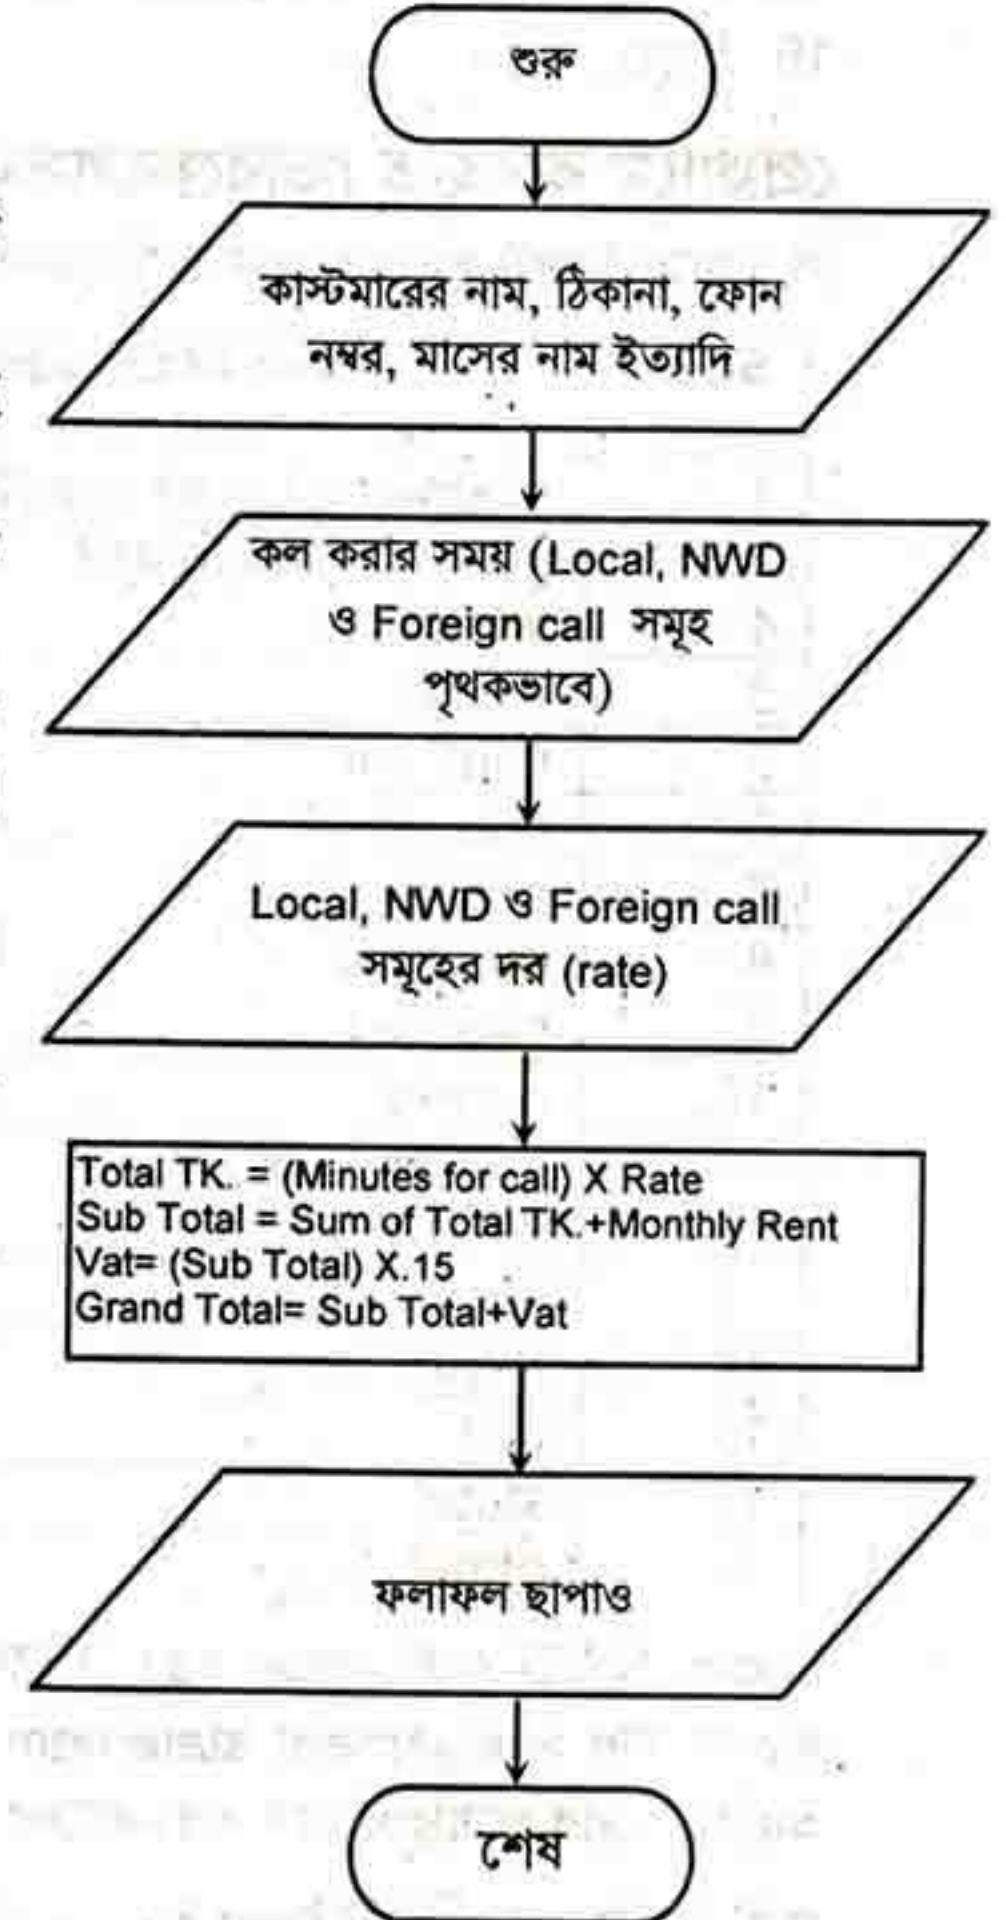 শুরু
কাস্টমারের নাম, ঠিকানা, ফোন
নম্বর, মাসের নাম ইত্যাদি
কল করার সময় (Local, NWD
ও Foreign call সমূহ
পৃথকভাবে)
Local, NWD ও Foreign call
সমূহের দর (rate)
Total TK. = (Minutes for call) X Rate
Sub Total = Sum of Total TK.+Monthly Rent
Vat= (Sub Total) X.15
Grand Total= Sub Total+Vat
ফলাফল ছাপাও
শেষ